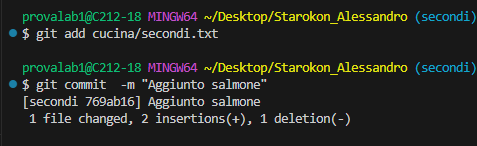 provalab1@C212-18 MINGW64 ~/Desktop/Starokon_Alessandro (secondi)
$ git add cucina/secondi.txt
provalab1@C212-18 MINGW64 ~/Desktop/Starokon_Alessandro (secondi)
$ git commit  -m "Aggiunto salmone"
[secondi 769ab16] Aggiunto salmone
 1 file changed, 2 insertions(+), 1 deletion(-)